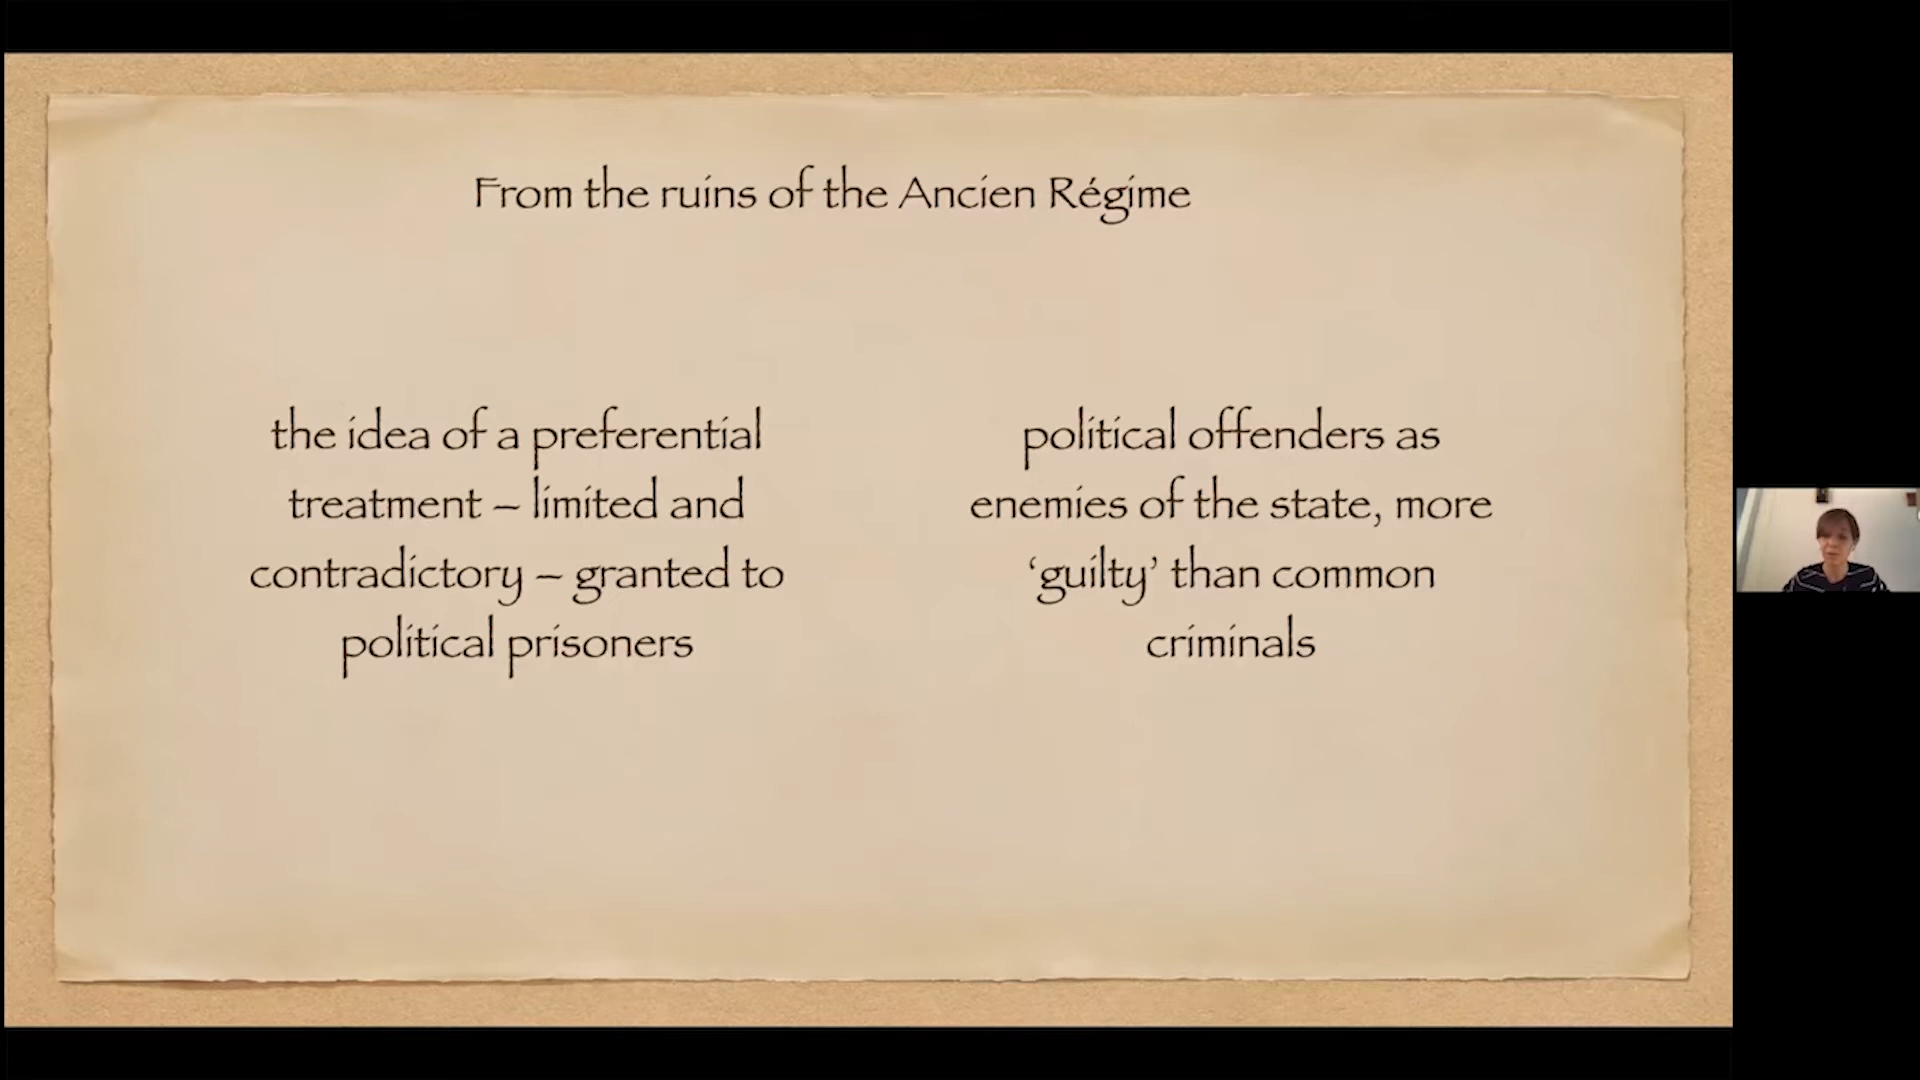 From the ruins of the Ancien Régime
the idea of a preferential
treatment – limited and
contradictory – granted to
political prisoners
political offenders as
enemies of the state, more
‘guilty’ than common
criminals